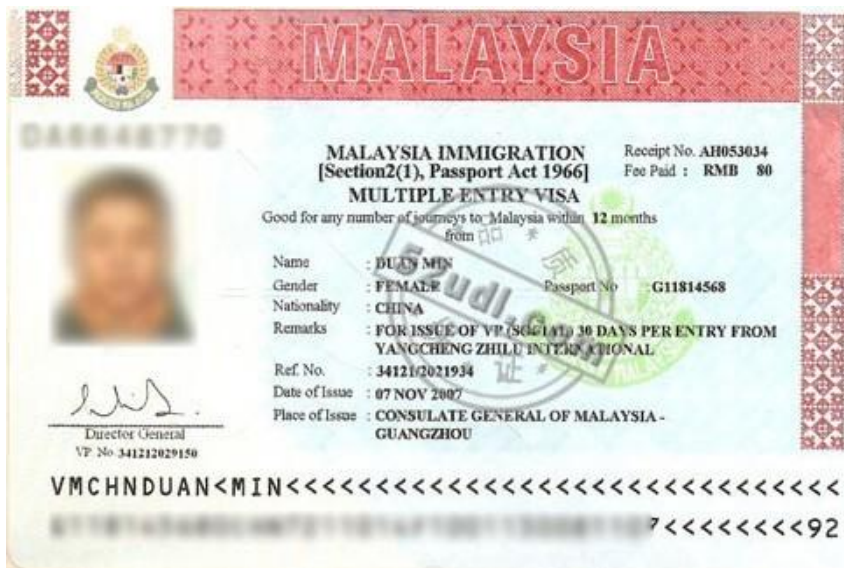 MALAYSIA
MALAYSIA IMMIGRATION
[Section2(1), Passport Act 1966]
MULTIPLE ENTRY VISA
Receipt No. AH053034
Fee Paid : RMB 80
Good for any number of journeys to Malaysia within 12 months
from
Name : DUAN MIN
Gender : FEMALE Passport No : G11814568
Nationality : CHINA
Remarks : FOR ISSUE OF VP (SOCIAL) 30 DAYS PER ENTRY FROM
YANGCHENG ZHILU INTERNATIONAL
Ref. No. : 34121/2021934
Date of Issue : 07 NOV 2007
Place of Issue : CONSULATE GENERAL OF MALAYSIA -
GUANGZHOU
Director General
VP. No 341212029150
VMCHNDUAN<MIN<<<<<<<<<<<<<<<<<<<<<<<<<<<<<<<
7<<<<<<<<92
品 质
证